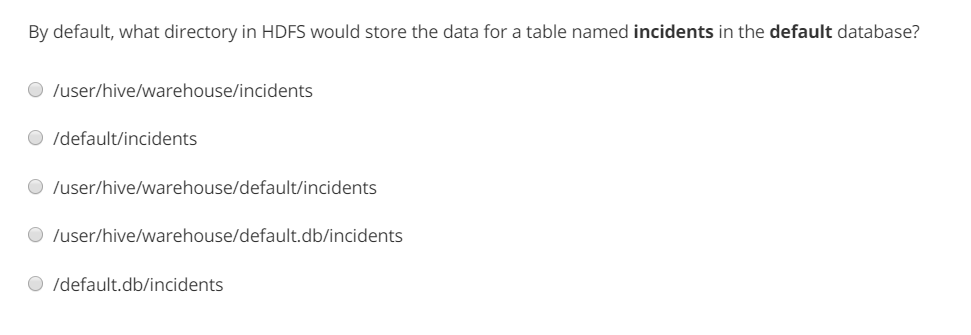 By default, what directory in HDFS would store the data for a table named incidents in the default database?
/user/hive/warehouse/incidents
/default/incidents
/user/hive/warehouse/default/incidents
/user/hive/warehouse/default.db/incidents
/default.db/incidents